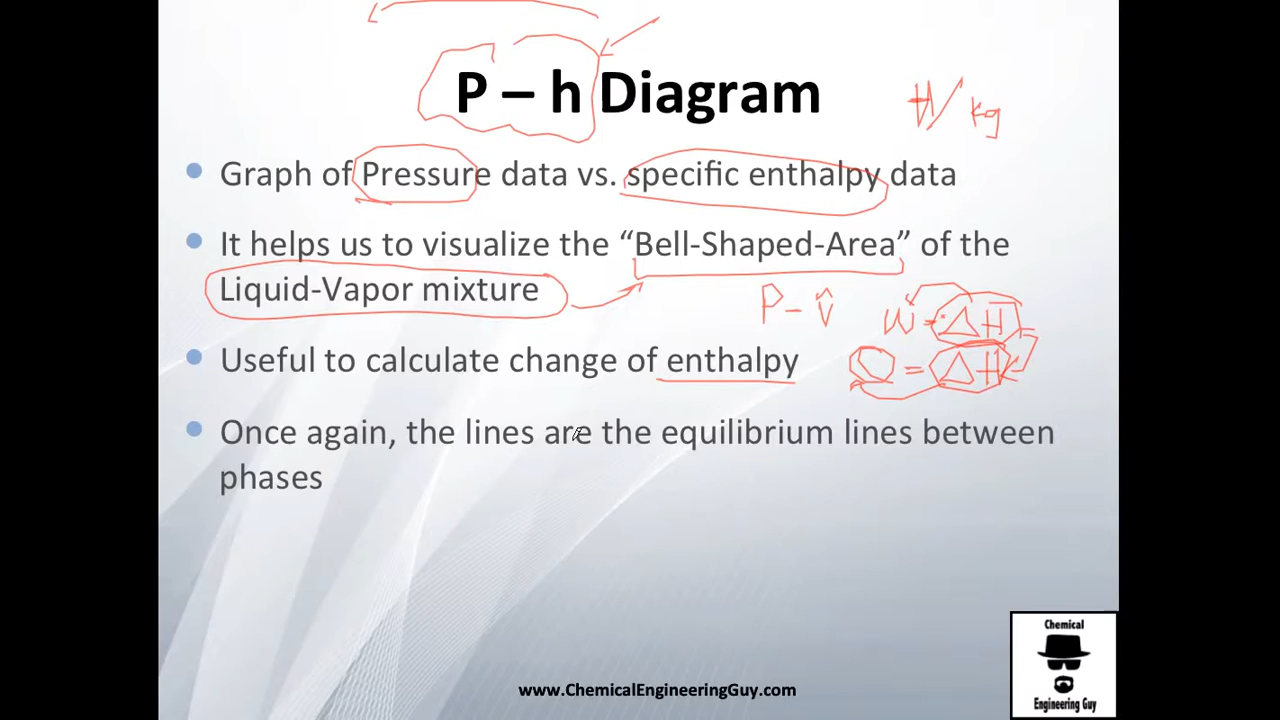 P – h Diagram
H/kg
Graph of Pressure data vs. specific enthalpy data
It helps us to visualize the “Bell-Shaped-Area” of the
Liquid-Vapor mixture
P – v̂
W = ΔH
Useful to calculate change of enthalpy
Q = ΔH
Once again, the lines are the equilibrium lines between
phases
Chemical
Engineering Guy
www.ChemicalEngineeringGuy.com